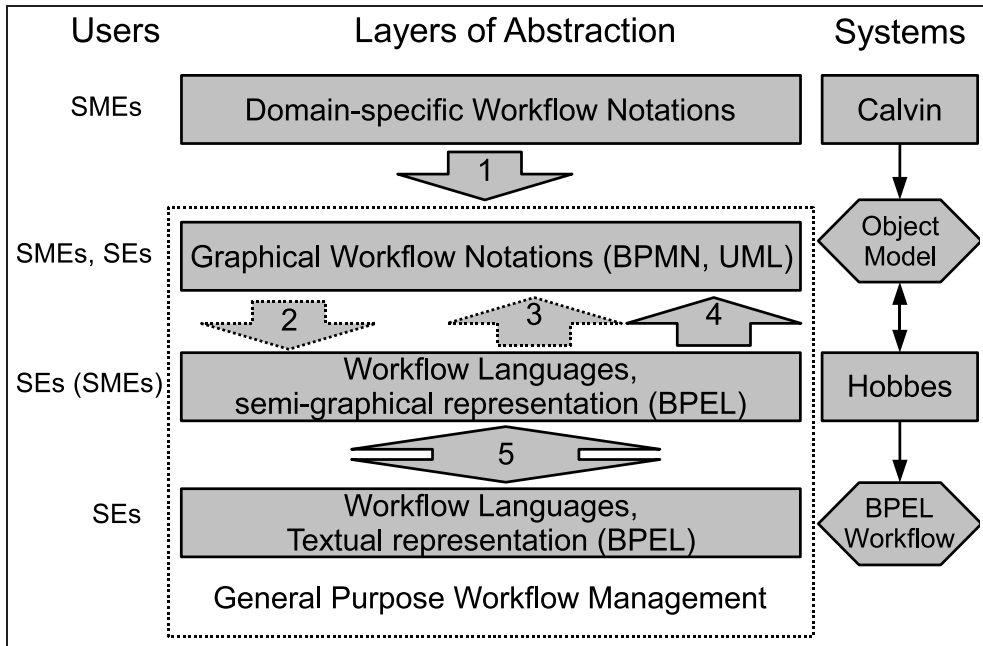 Users
Layers of Abstraction
Systems
SMEs
Domain-specific Workflow Notations
Calvin
1
SMEs, SEs
Graphical Workflow Notations (BPMN, UML)
Object
Model
2
3
4
SEs (SMEs)
Workflow Languages,
semi-graphical representation (BPEL)
Hobbes
5
SEs
Workflow Languages,
Textual representation (BPEL)
BPEL
Workflow
General Purpose Workflow Management